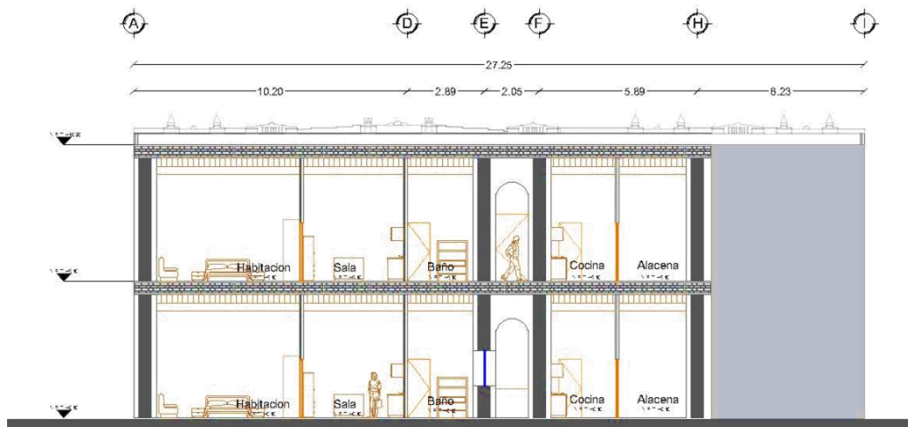 A D E F H I
27.25
10.20 2.89 2.05 5.89 6.23
Habitacion Sala Baño Cocina Alacena
Habitacion Sala Baño Cocina Alacena